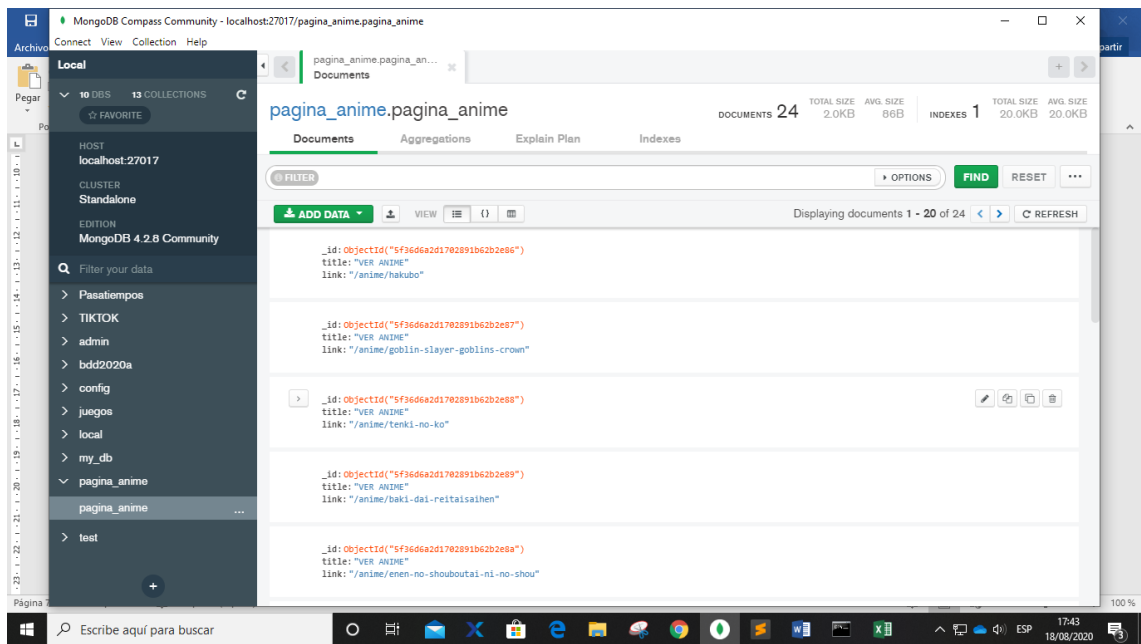 MongoDB Compass Community - localhost:27017/pagina_anime.pagina_anime
Connect View Collection Help
Archivo
partir
Pegar
Po
Local
10 DBS 13 COLLECTIONS
FAVORITE
HOST
localhost:27017
CLUSTER
Standalone
EDITION
MongoDB 4.2.8 Community
Filter your data
Pasatiempos
TIKTOK
admin
bdd2020a
config
juegos
local
my_db
pagina_anime
pagina_anime
...
test
+
pagina_anime.pagina_an...
Documents
pagina_anime.pagina_anime
DOCUMENTS 24 TOTAL SIZE 2.0KB AVG. SIZE 86B INDEXES 1 TOTAL SIZE 20.0KB AVG. SIZE 20.0KB
Documents Aggregations Explain Plan Indexes
FILTER OPTIONS FIND RESET ...
ADD DATA VIEW {} Displaying documents 1 - 20 of 24 < > REFRESH
_id: ObjectId("5f36d6a2d1702891b62b2e86")
title: "VER ANIME"
link: "/anime/hakubo"
_id: ObjectId("5f36d6a2d1702891b62b2e87")
title: "VER ANIME"
link: "/anime/goblin-slayer-goblins-crown"
_id: ObjectId("5f36d6a2d1702891b62b2e88")
title: "VER ANIME"
link: "/anime/tenki-no-ko"
_id: ObjectId("5f36d6a2d1702891b62b2e89")
title: "VER ANIME"
link: "/anime/baki-dai-reitaisaihen"
_id: ObjectId("5f36d6a2d1702891b62b2e8a")
title: "VER ANIME"
link: "/anime/enen-no-shouboutai-ni-no-shou"
Página 7
100 %
Escribe aquí para buscar
ESP
17:43
18/08/2020